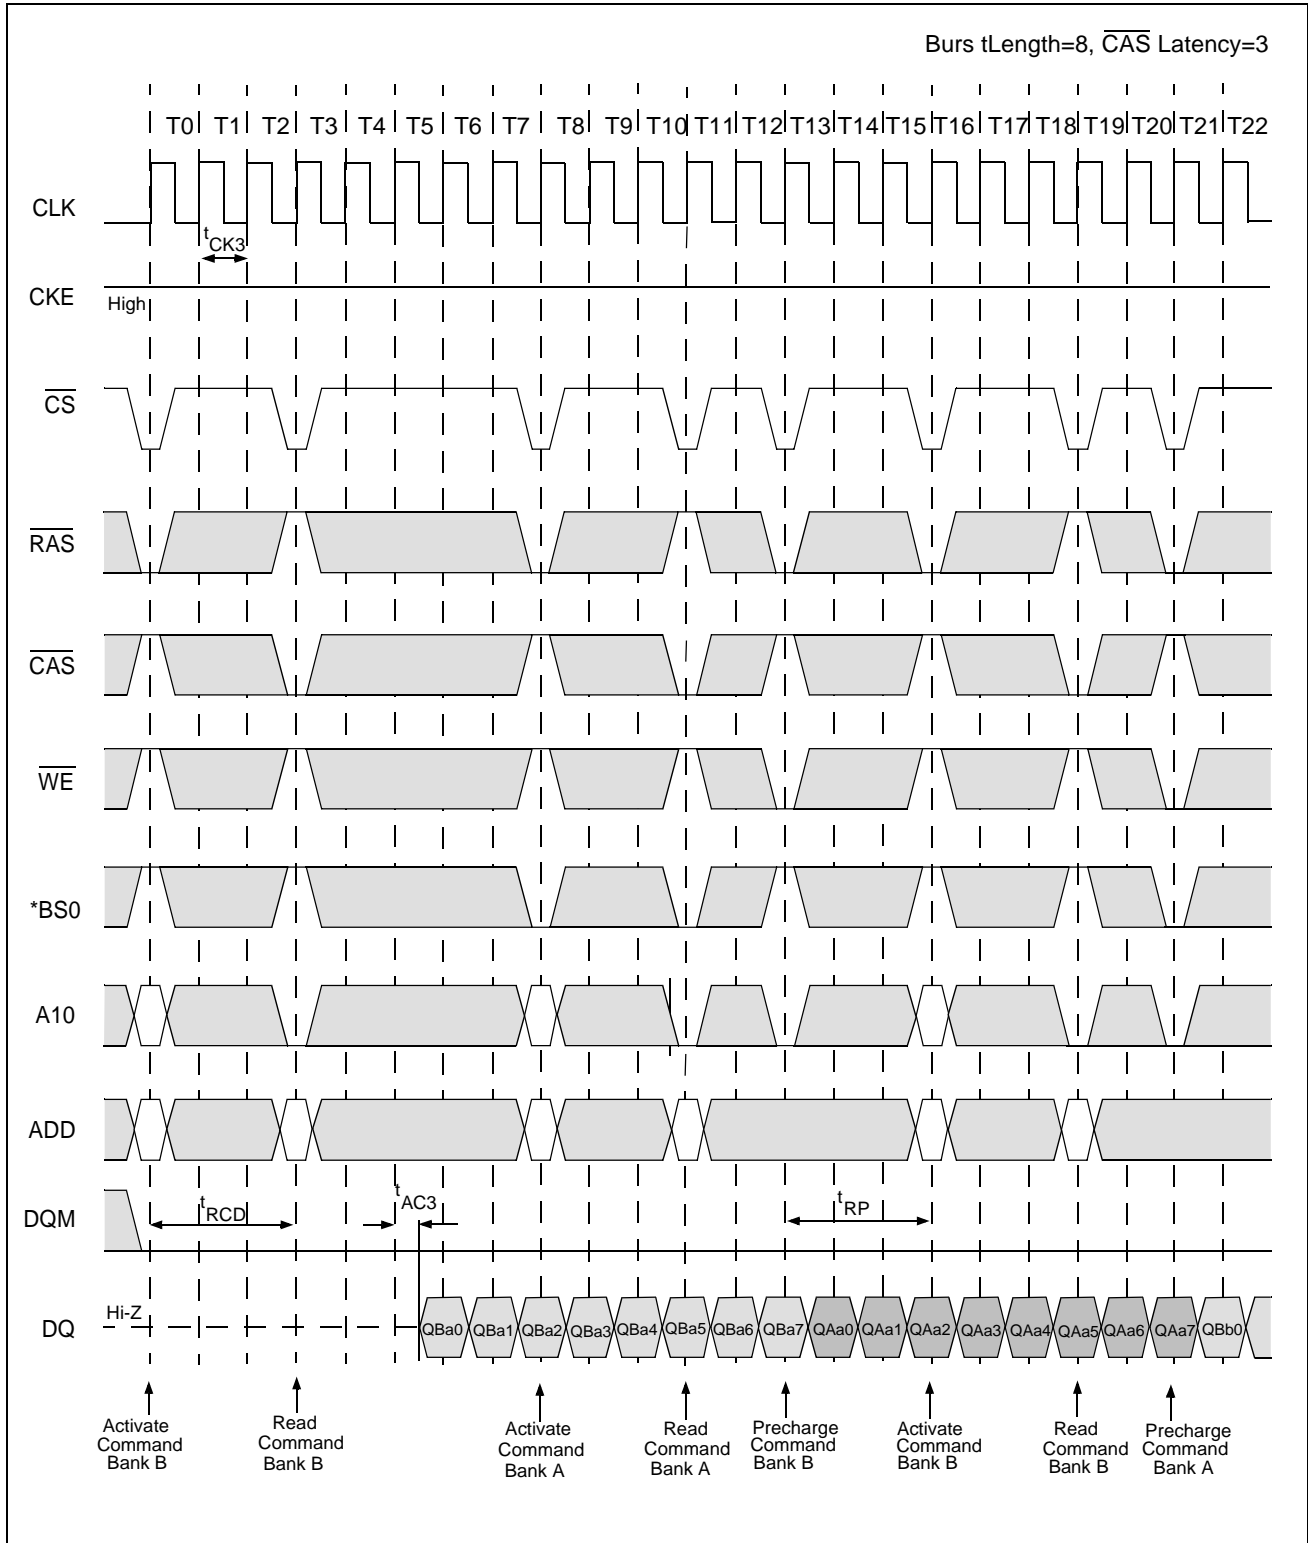 Burs tLength=8, CAS Latency=3
T0 T1 T2 T3 T4 T5 T6 T7 T8 T9 T10 T11 T12 T13 T14 T15 T16 T17 T18 T19 T20 T21 T22
CLK
tCK3
CKE
High
CS
RAS
CAS
WE
*BS0
A10
ADD
DQM
tRCD
tAC3
tRP
DQ
Hi-Z
QBa0 QBa1 QBa2 QBa3 QBa4 QBa5 QBa6 QBa7 QAa0 QAa1 QAa2 QAa3 QAa4 QAa5 QAa6 QAa7 QBb0
Activate
Command
Bank B
Read
Command
Bank B
Activate
Command
Bank A
Read
Command
Bank A
Precharge
Command
Bank B
Activate
Command
Bank B
Read
Command
Bank B
Precharge
Command
Bank A